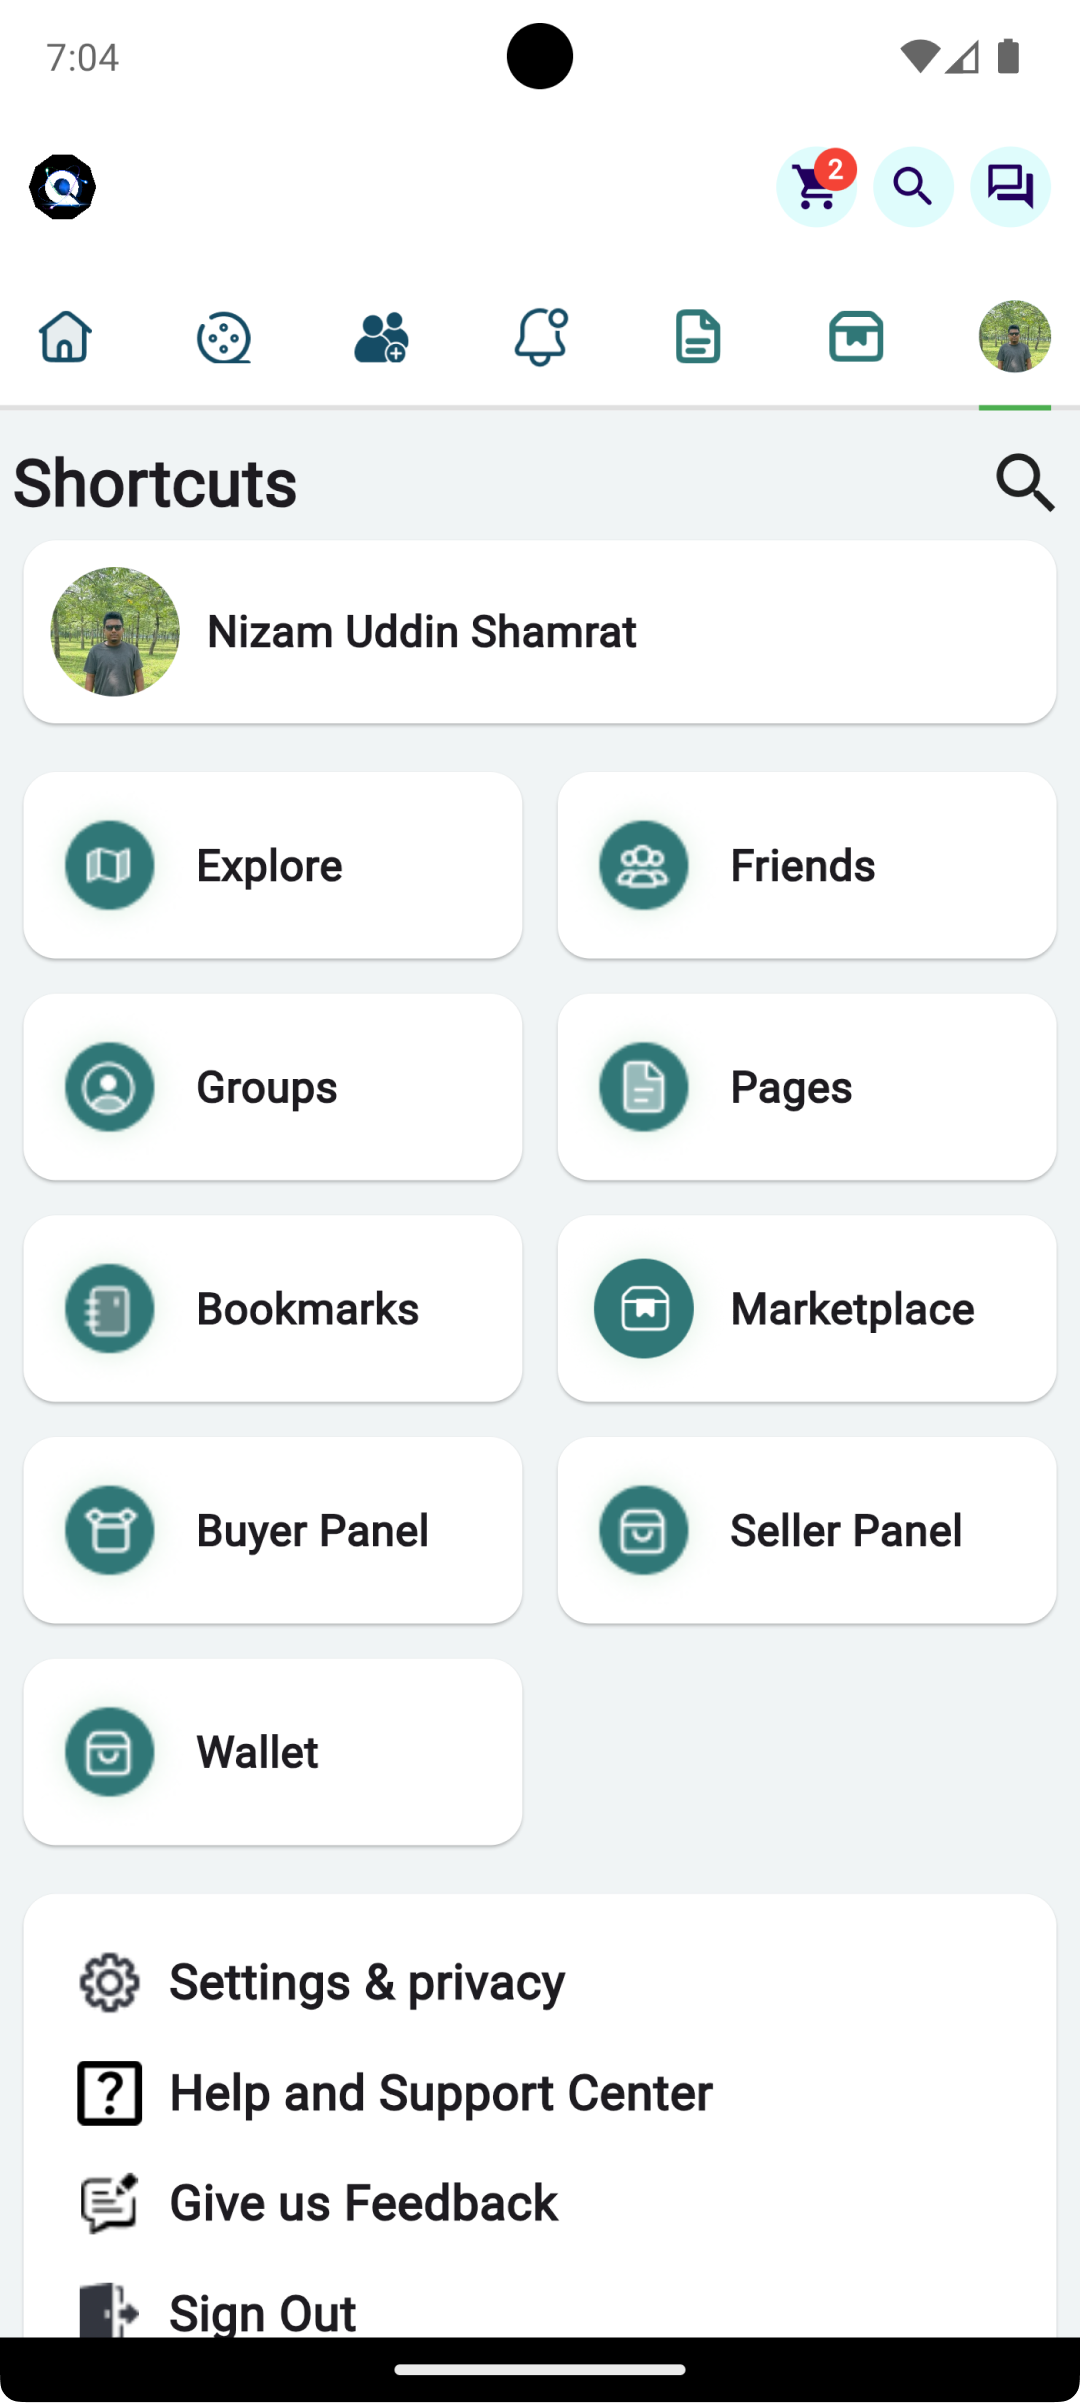 7:04
2
Shortcuts
Nizam Uddin Shamrat
Explore
Friends
Groups
Pages
Bookmarks
Marketplace
Buyer Panel
Seller Panel
Wallet
Settings & privacy
Help and Support Center
Give us Feedback
Sign Out